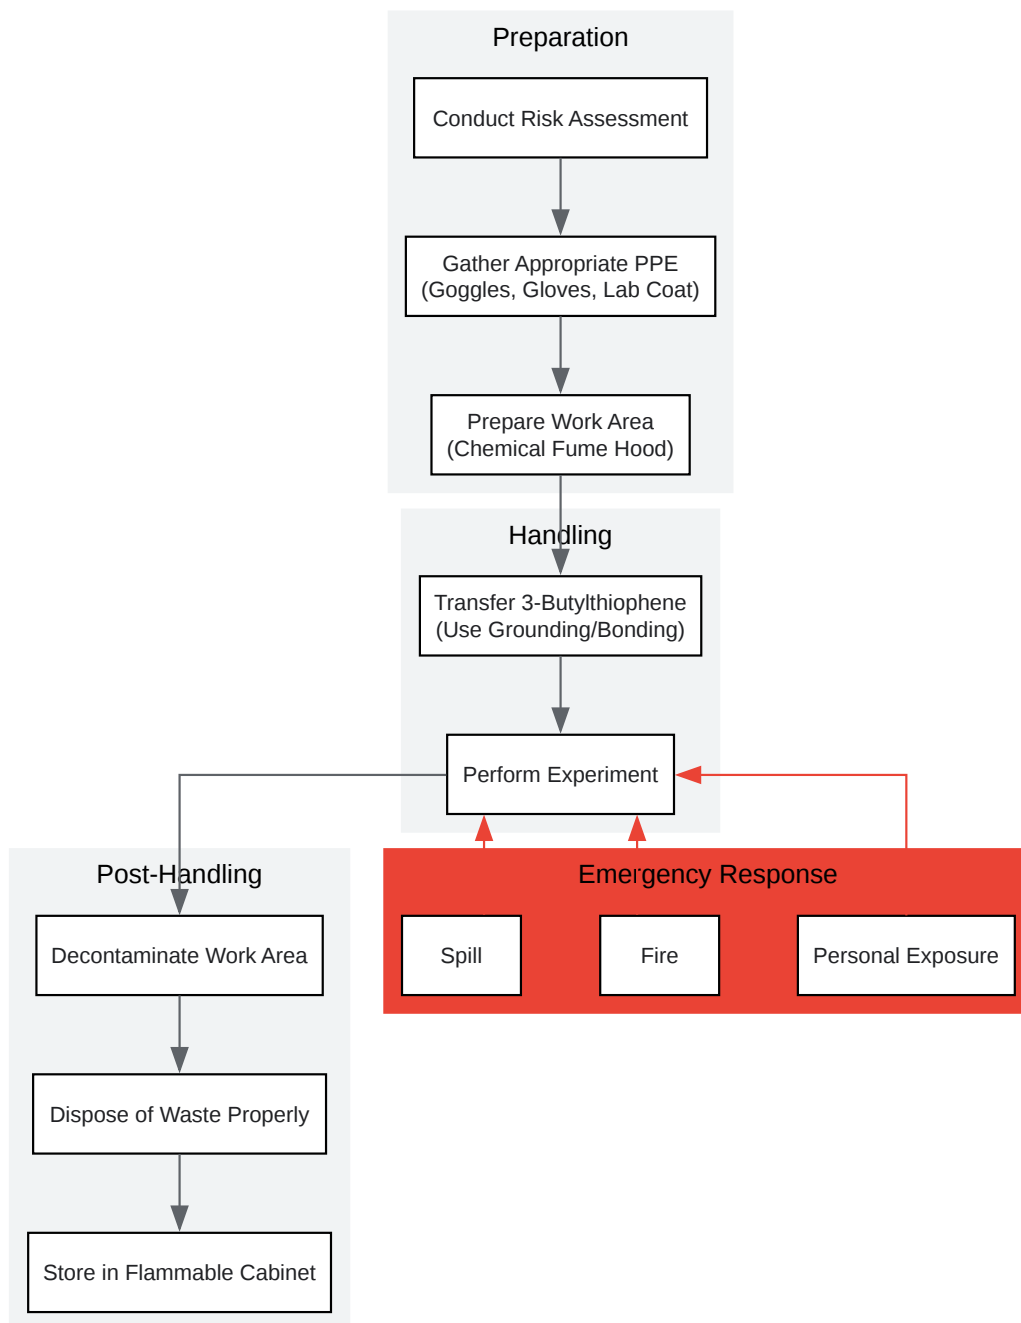 Preparation
Conduct Risk Assessment
Gather Appropriate PPE
(Goggles, Gloves, Lab Coat)
Prepare Work Area
(Chemical Fume Hood)
Handling
Transfer 3-Butylthiophene
(Use Grounding/Bonding)
Perform Experiment
Post-Handling
Decontaminate Work Area
Dispose of Waste Properly
Store in Flammable Cabinet
Emergency Response
Spill
Fire
Personal Exposure